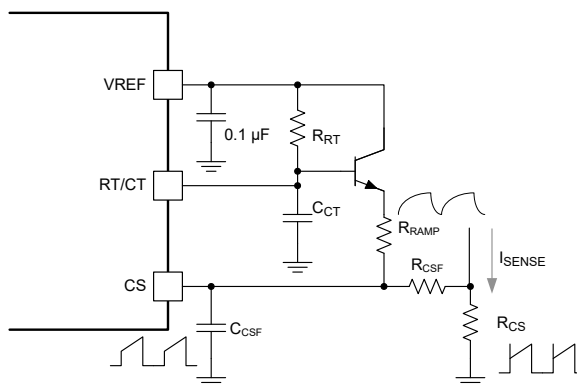 VREF
0.1 µF
RRT
RT/CT
CCT
RRAMP
RCSF
ISENSE
CS
CCSF
RCS